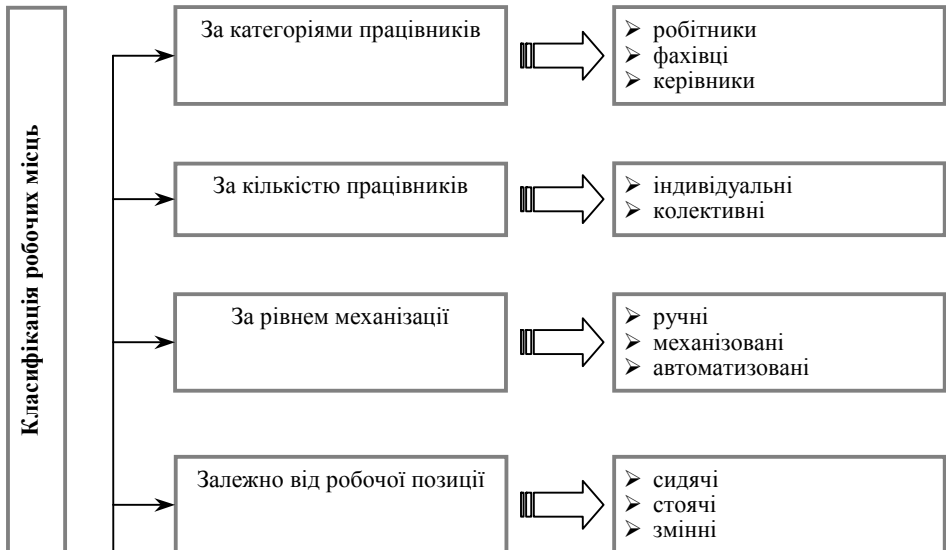 Класифікація робочих місць
За категоріями працівників
робітники
фахівці
керівники
За кількістю працівників
індивідуальні
колективні
За рівнем механізації
ручні
механізовані
автоматизовані
Залежно від робочої позиції
сидячі
стоячі
змінні